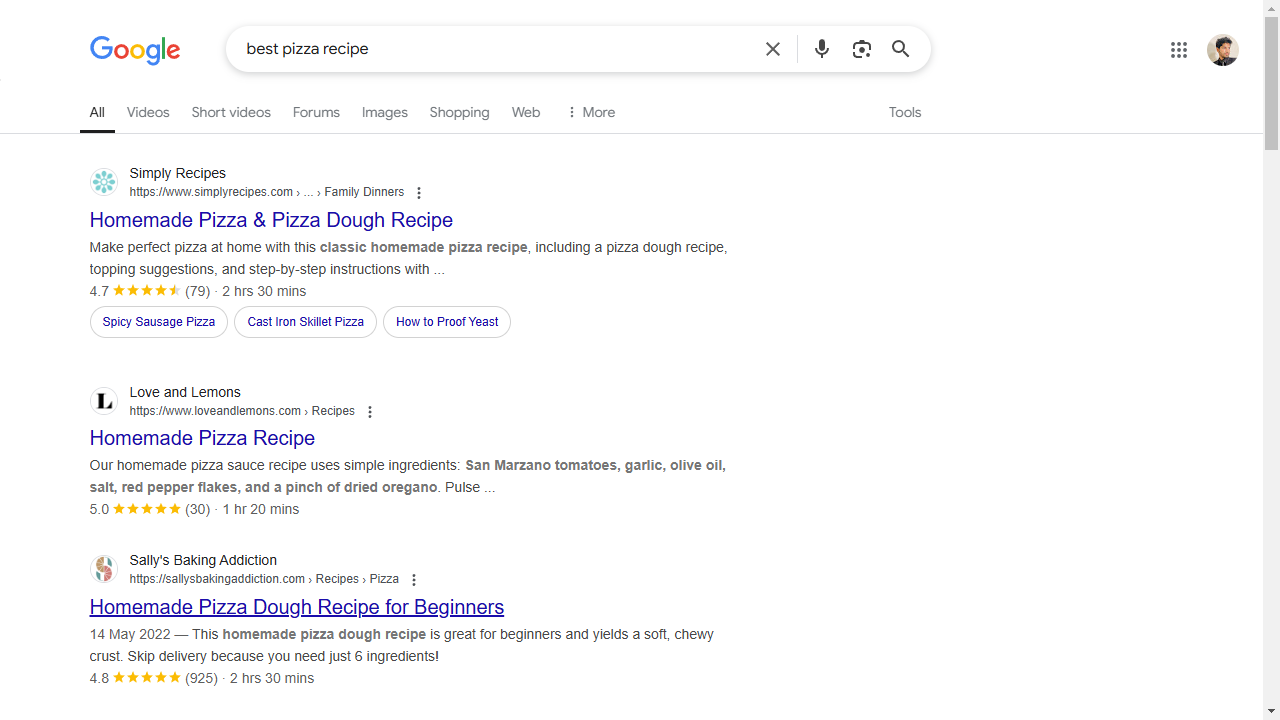 Google
best pizza recipe
All
Videos
Short videos
Forums
Images
Shopping
Web
More
Tools
Simply Recipes
https://www.simplyrecipes.com › ... › Family Dinners
Homemade Pizza & Pizza Dough Recipe
Make perfect pizza at home with this classic homemade pizza recipe, including a pizza dough recipe,
topping suggestions, and step-by-step instructions with ...
4.7 (79) · 2 hrs 30 mins
Spicy Sausage Pizza
Cast Iron Skillet Pizza
How to Proof Yeast
L
Love and Lemons
https://www.loveandlemons.com › Recipes
Homemade Pizza Recipe
Our homemade pizza sauce recipe uses simple ingredients: San Marzano tomatoes, garlic, olive oil,
salt, red pepper flakes, and a pinch of dried oregano. Pulse ...
5.0 (30) · 1 hr 20 mins
Sally's Baking Addiction
https://sallysbakingaddiction.com › Recipes › Pizza
Homemade Pizza Dough Recipe for Beginners
14 May 2022 — This homemade pizza dough recipe is great for beginners and yields a soft, chewy
crust. Skip delivery because you need just 6 ingredients!
4.8 (925) · 2 hrs 30 mins